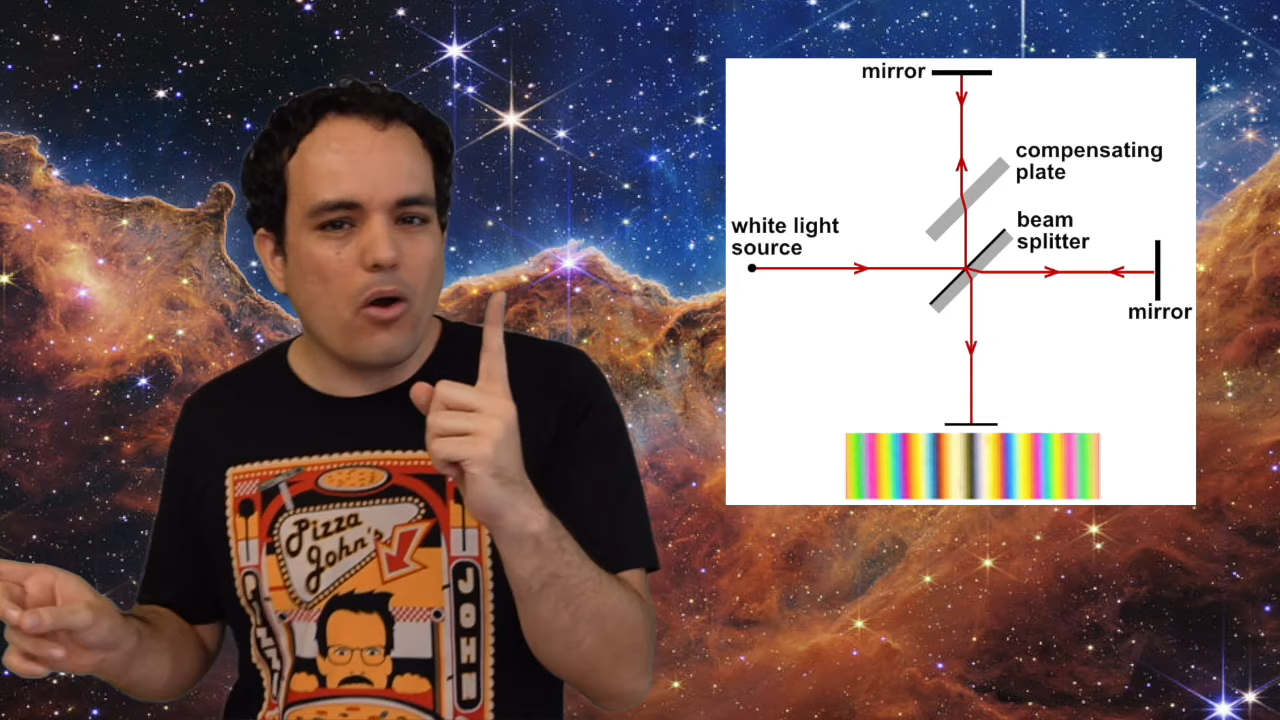 mirror
compensating
plate
white light
source
beam
splitter
mirror
Pizza
John's
JOHN